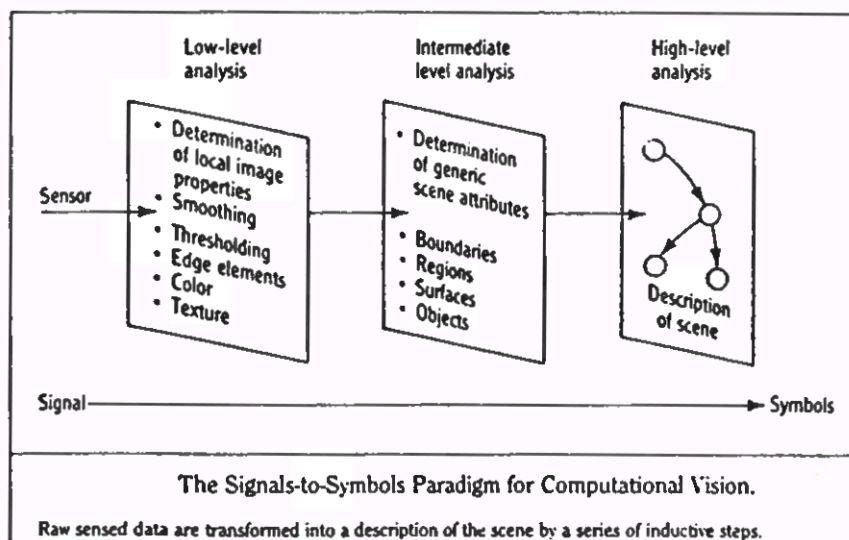 Low-level
analysis
Intermediate
level analysis
High-level
analysis
Sensor
• Determination
of local image
properties
• Smoothing
• Thresholding
• Edge elements
• Color
• Texture
• Determination
of generic
scene attributes
• Boundaries
• Regions
• Surfaces
• Objects
Description
of scene
Signal
Symbols
The Signals-to-Symbols Paradigm for Computational Vision.
Raw sensed data are transformed into a description of the scene by a series of inductive steps.